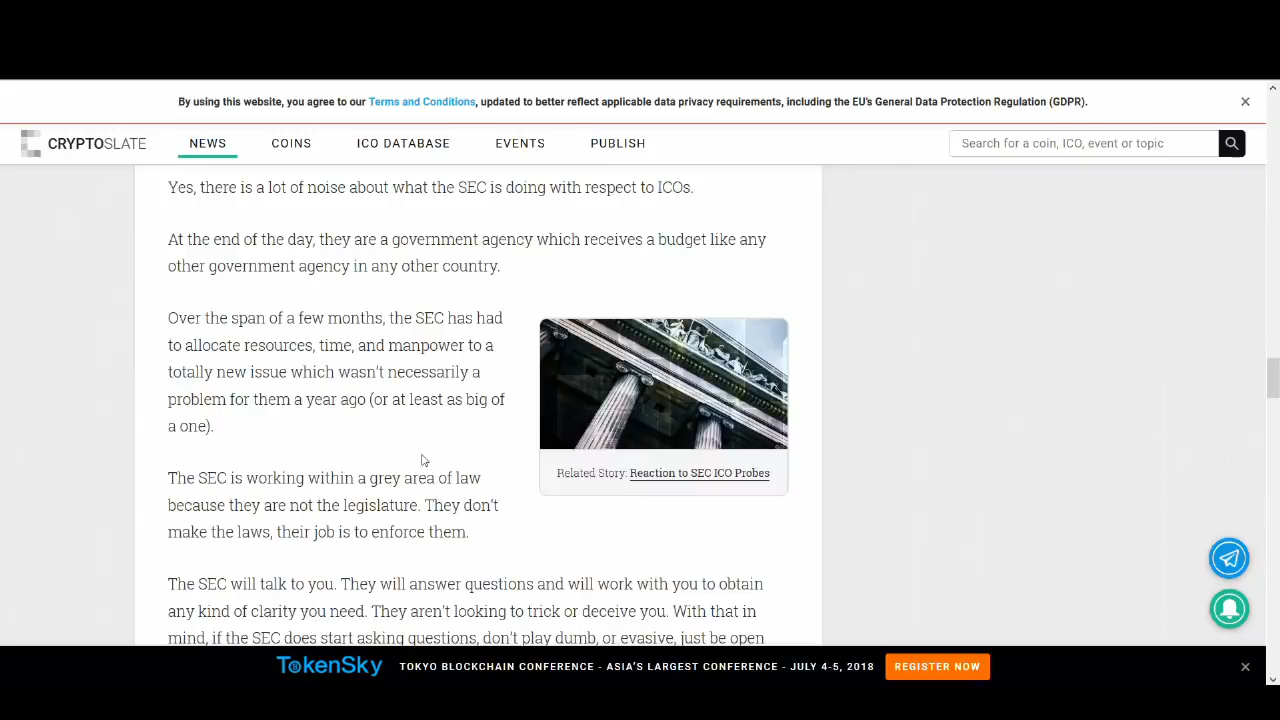 By using this website, you agree to our Terms and Conditions, updated to better reflect applicable data privacy requirements, including the EU's General Data Protection Regulation (GDPR).
CRYPTOSLATE NEWS COINS ICO DATABASE EVENTS PUBLISH Search for a coin, ICO, event or topic
Yes, there is a lot of noise about what the SEC is doing with respect to ICOs.
At the end of the day, they are a government agency which receives a budget like any
other government agency in any other country.
Over the span of a few months, the SEC has had
to allocate resources, time, and manpower to a
totally new issue which wasn't necessarily a
problem for them a year ago (or at least as big of
a one).
Related Story: Reaction to SEC ICO Probes
The SEC is working within a grey area of law
because they are not the legislature. They don't
make the laws, their job is to enforce them.
The SEC will talk to you. They will answer questions and will work with you to obtain
any kind of clarity you need. They aren't looking to trick or deceive you. With that in
mind, if the SEC does start asking questions, don't play dumb, or evasive, just be open
TokenSky TOKYO BLOCKCHAIN CONFERENCE - ASIA'S LARGEST CONFERENCE - JULY 4-5, 2018 REGISTER NOW